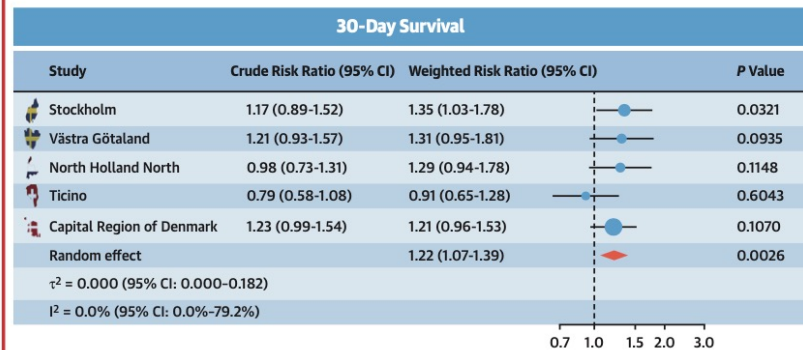 30-Day Survival
Study Crude Risk Ratio (95% CI) Weighted Risk Ratio (95% CI) P Value
Stockholm 1.17 (0.89-1.52) 1.35 (1.03-1.78) 0.0321
Västra Götaland 1.21 (0.93-1.57) 1.31 (0.95-1.81) 0.0935
North Holland North 0.98 (0.73-1.31) 1.29 (0.94-1.78) 0.1148
Ticino 0.79 (0.58-1.08) 0.91 (0.65-1.28) 0.6043
Capital Region of Denmark 1.23 (0.99-1.54) 1.21 (0.96-1.53) 0.1070
Random effect 1.22 (1.07-1.39) 0.0026
τ² = 0.000 (95% CI: 0.000-0.182)
I² = 0.0% (95% CI: 0.0%-79.2%)
0.7 1.0 1.5 2.0 3.0